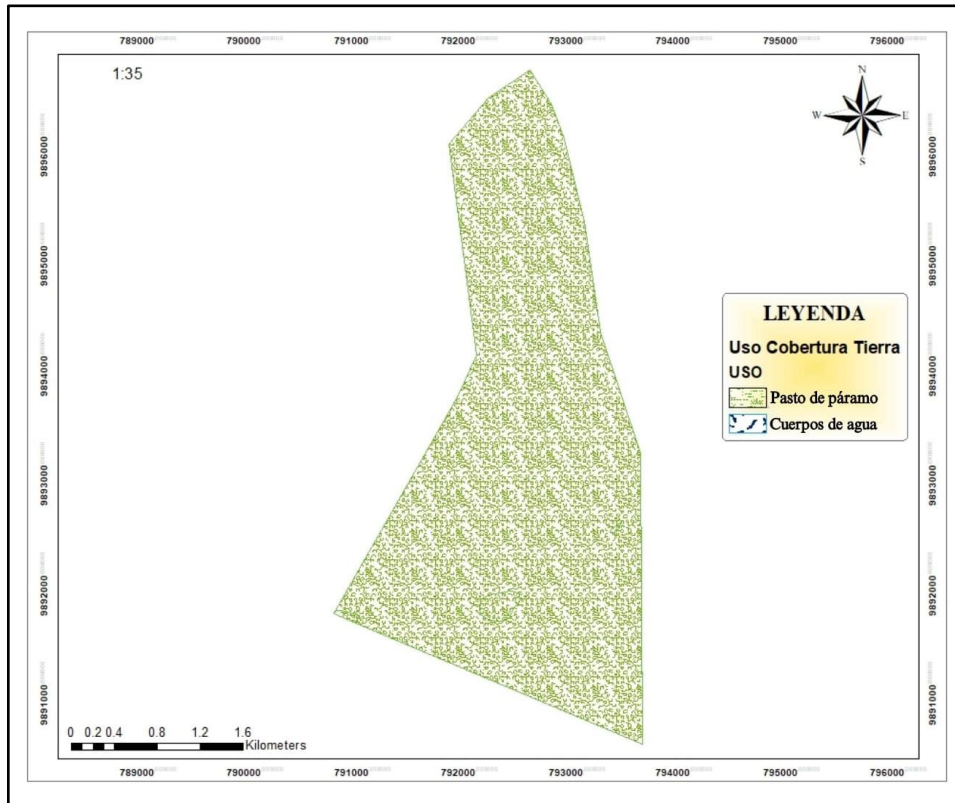 789000 790000 791000 792000 793000 794000 795000 796000
1:35
N
W E
S
9896000 9896000
9895000 9895000
9894000 9894000
9893000 9893000
9892000 9892000
9891000 9891000
LEYENDA
Uso Cobertura Tierra
USO
Pasto de páramo
Cuerpos de agua
0 0.2 0.4 0.8 1.2 1.6
Kilometers
789000 790000 791000 792000 793000 794000 795000 796000